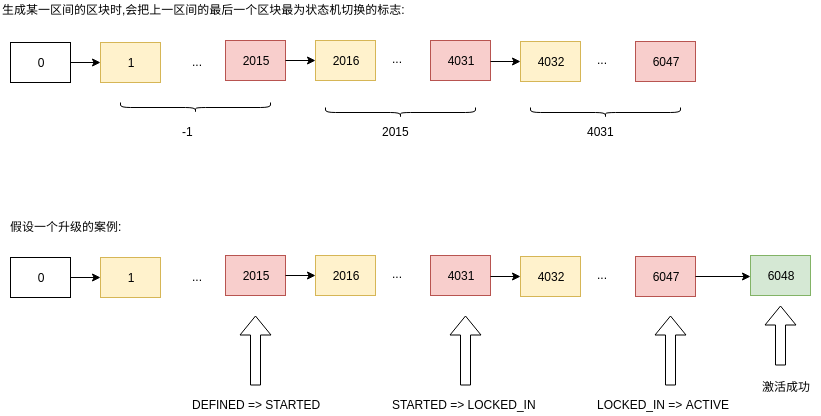 生成某一区间的区块时,会把上一区间的最后一个区块最为状态机切换的标志:
0 1 ... 2015 2016 ... 4031 4032 ... 6047
-1 2015 4031
假设一个升级的案例:
0 1 ... 2015 2016 ... 4031 4032 ... 6047 6048
激活成功
DEFINED => STARTED STARTED => LOCKED_IN LOCKED_IN => ACTIVE